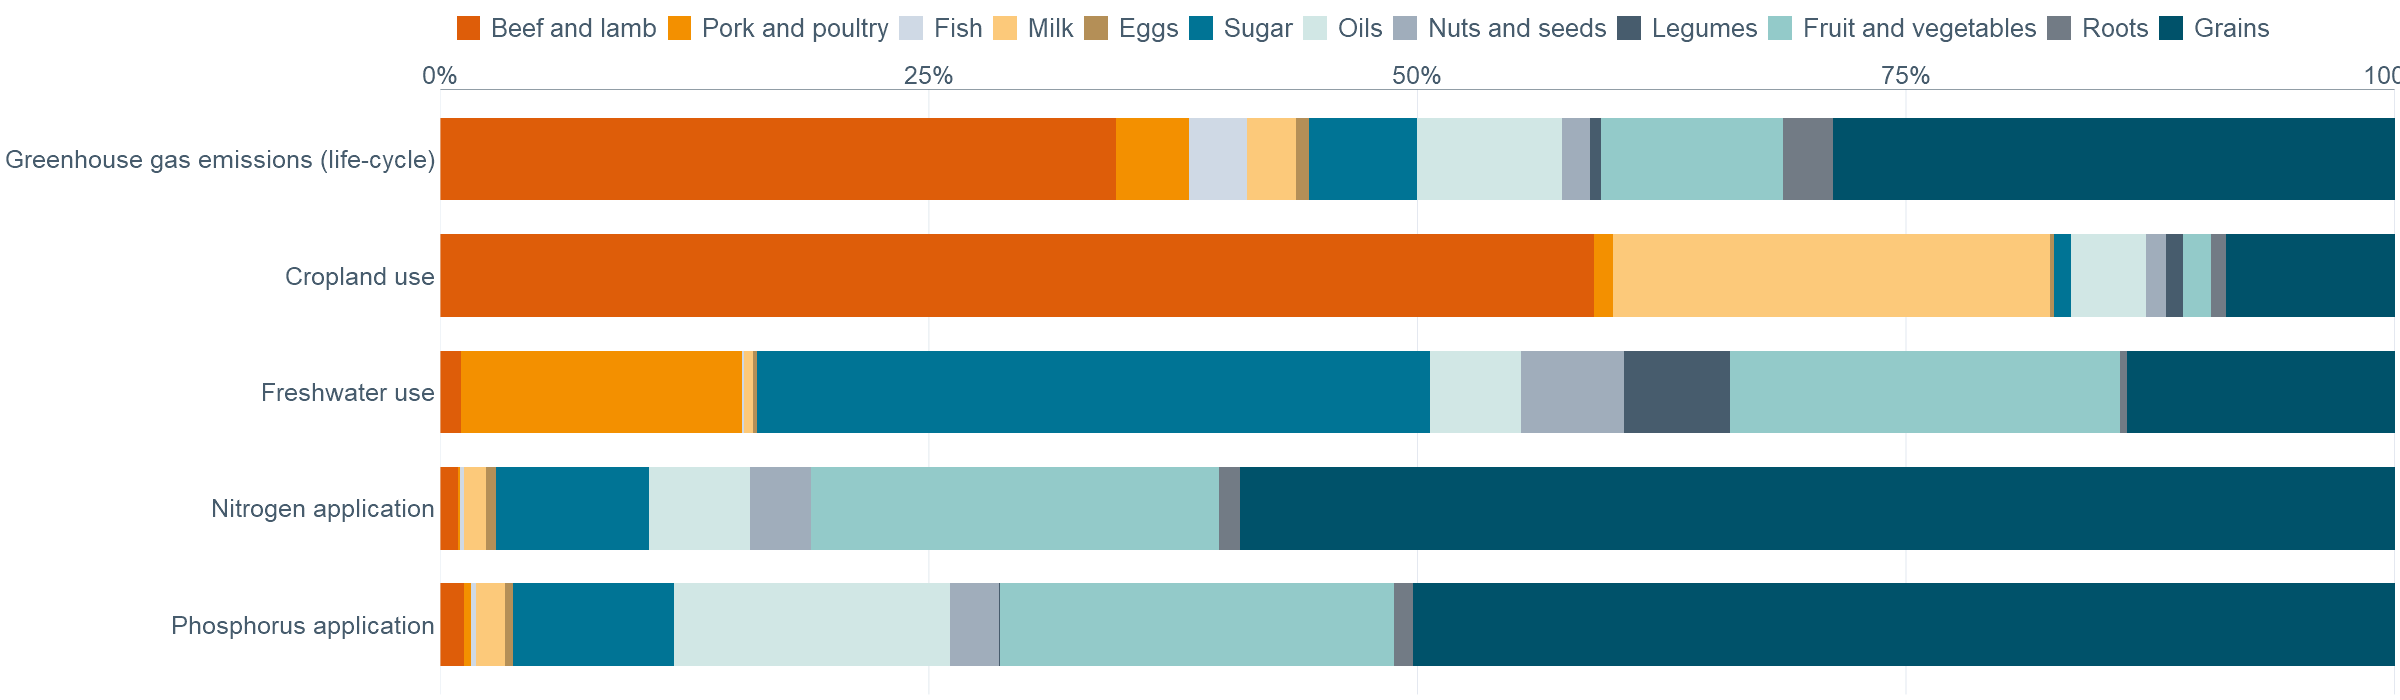 Beef and lamb Pork and poultry Fish Milk Eggs Sugar Oils Nuts and seeds Legumes Fruit and vegetables Roots Grains
0% 25% 50% 75% 100
Greenhouse gas emissions (life-cycle)
Cropland use
Freshwater use
Nitrogen application
Phosphorus application